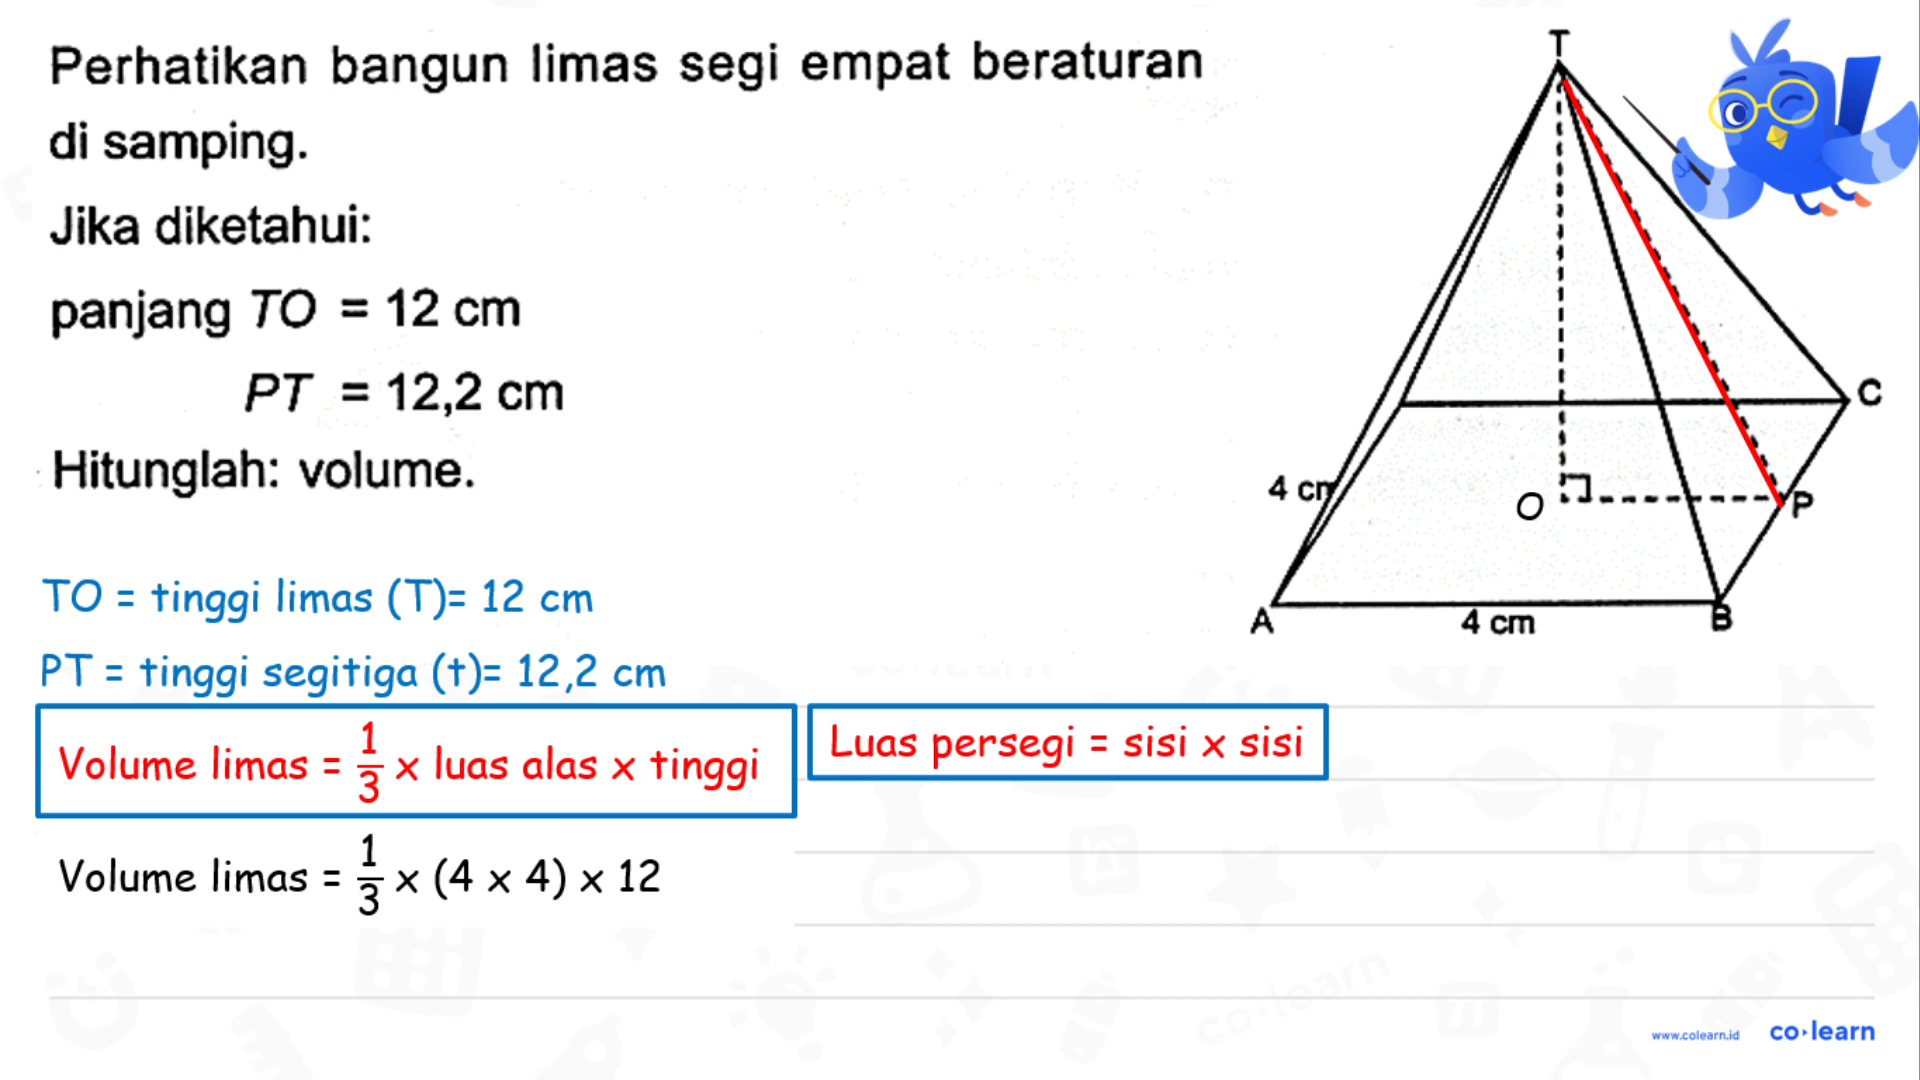 Perhatikan bangun limas segi empat beraturan
di samping.
Jika diketahui:
panjang TO = 12 cm
PT = 12,2 cm
Hitunglah: volume.
T
C
4 cm
O
P
A
4 cm
B
TO = tinggi limas (T)= 12 cm
PT = tinggi segitiga (t)= 12,2 cm
Volume limas = 1/3 x luas alas x tinggi
Luas persegi = sisi x sisi
Volume limas = 1/3 x (4 x 4) x 12
co·learn
www.colearn.id
co·learn